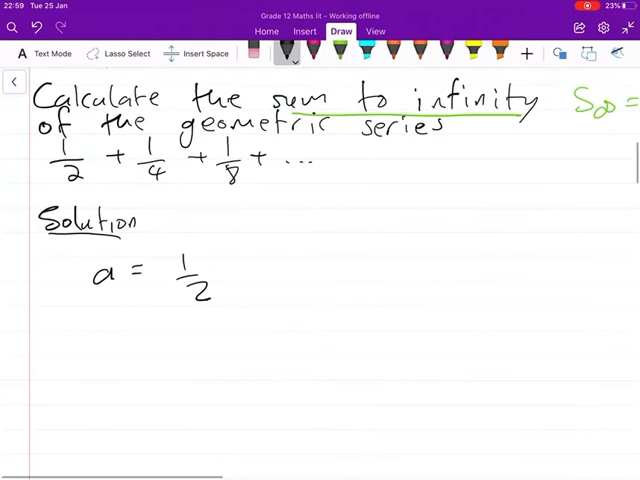 22:59 Tue 25 Jan
Grade 12 Maths lit - Working offline
23%
Home Insert Draw View
A Text Mode Lasso Select Insert Space
Calculate the sum to infinity S∞ =
of the geometric series
1/2 + 1/4 + 1/8 + ...
Solution
a = 1/2